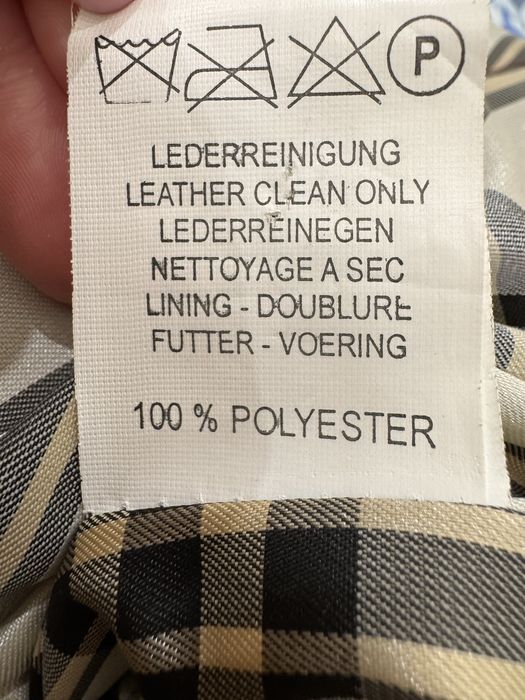 P
LEDERREINIGUNG
LEATHER CLEAN ONLY
LEDERREINEGEN
NETTOYAGE A SEC
LINING - DOUBLURE
FUTTER - VOERING
100 % POLYESTER